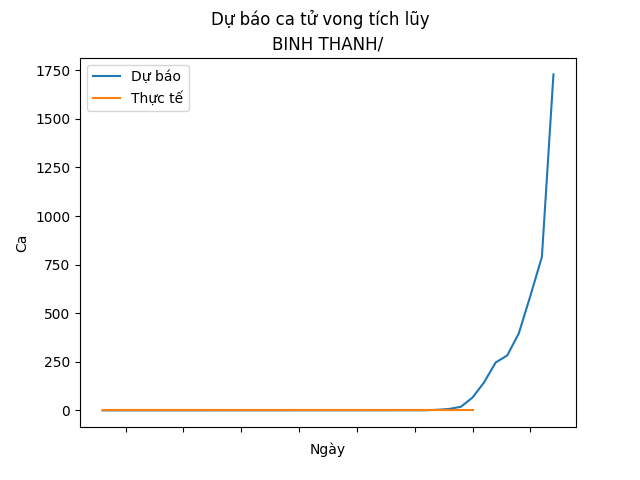 Dự báo ca tử vong tích lũy
BINH THANH/
Dự báo
Thực tế
1750
1500
1250
1000
750
500
250
0
Ca
Ngày